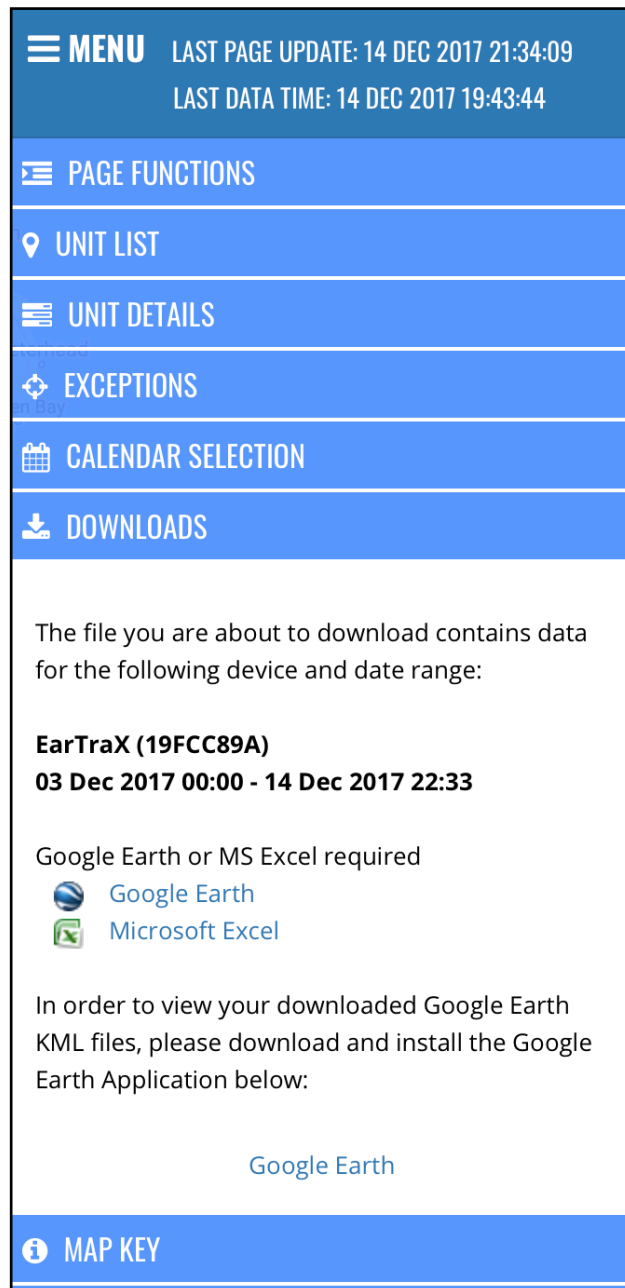 MENU LAST PAGE UPDATE: 14 DEC 2017 21:34:09
LAST DATA TIME: 14 DEC 2017 19:43:44
PAGE FUNCTIONS
UNIT LIST
UNIT DETAILS
eterhead
EXCEPTIONS
en Bay
CALENDAR SELECTION
DOWNLOADS
The file you are about to download contains data
for the following device and date range:
EarTraX (19FCC89A)
03 Dec 2017 00:00 - 14 Dec 2017 22:33
Google Earth or MS Excel required
Google Earth
Microsoft Excel
In order to view your downloaded Google Earth
KML files, please download and install the Google
Earth Application below:
Google Earth
MAP KEY